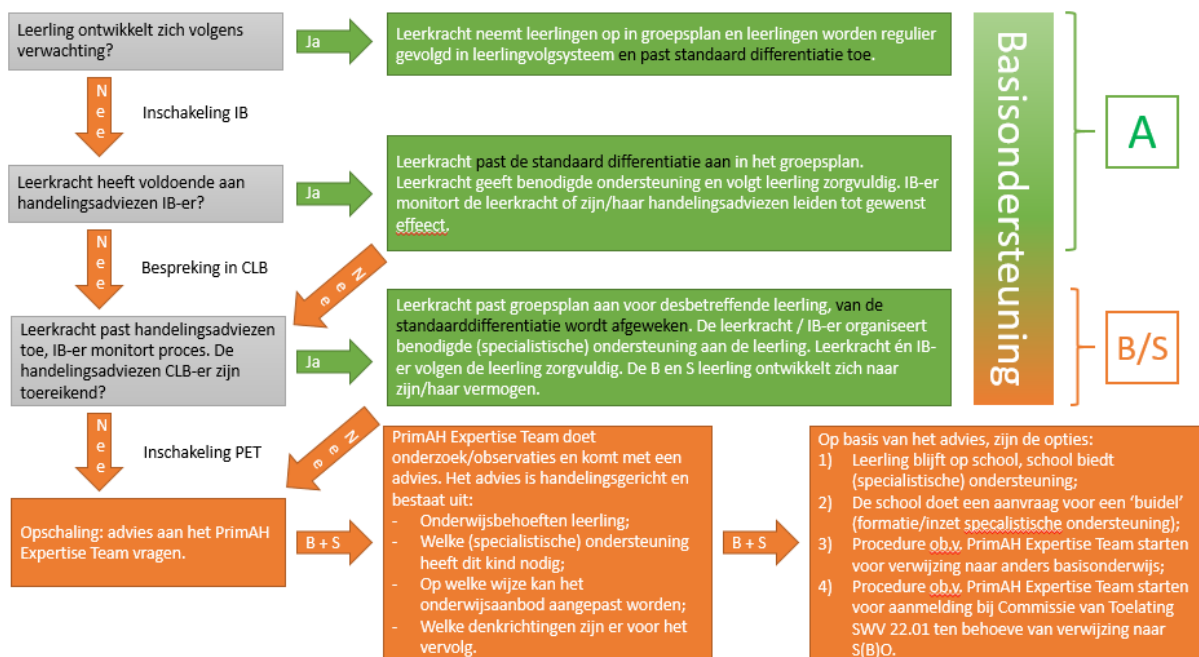 Leerling ontwikkelt zich volgens
verwachting?
Ja
Leerkracht neemt leerlingen op in groepsplan en leerlingen worden regulier
gevolgd in leerlingvolgsysteem en past standaard differentiatie toe.
Nee
Inschakeling IB
Leerkracht heeft voldoende aan
handelingsadviezen IB-er?
Ja
Leerkracht past de standaard differentiatie aan in het groepsplan.
Leerkracht geeft benodigde ondersteuning en volgt leerling zorgvuldig. IB-er
monitort de leerkracht of zijn/haar handelingsadviezen leiden tot gewenst
effeect.
Nee
Bespreking in CLB
Nee
Leerkracht past handelingsadviezen
toe, IB-er monitort proces. De
handelingsadviezen CLB-er zijn
toereikend?
Ja
Leerkracht past groepsplan aan voor desbetreffende leerling, van de
standaarddifferentiatie wordt afgeweken. De leerkracht / IB-er organiseert
benodigde (specialistische) ondersteuning aan de leerling. Leerkracht én IB-
er volgen de leerling zorgvuldig. De B en S leerling ontwikkelt zich naar
zijn/haar vermogen.
Nee
Inschakeling PET
Nee
Opschaling: advies aan het PrimAH
Expertise Team vragen.
B + S
PrimAH Expertise Team doet
onderzoek/observaties en komt met een
advies. Het advies is handelingsgericht en
bestaat uit:
- Onderwijsbehoeften leerling;
- Welke (specialistische) ondersteuning
heeft dit kind nodig;
- Op welke wijze kan het
onderwijsaanbod aangepast worden;
- Welke denkrichtingen zijn er voor het
vervolg.
B + S
Op basis van het advies, zijn de opties:
1) Leerling blijft op school, school biedt
(specialistische) ondersteuning;
2) De school doet een aanvraag voor een ‘buidel’
(formatie/inzet specalistische ondersteuning);
3) Procedure ob.v. PrimAH Expertise Team starten
voor verwijzing naar anders basisonderwijs;
4) Procedure ob.v. PrimAH Expertise Team starten
voor aanmelding bij Commissie van Toelating
SWV 22.01 ten behoeve van verwijzing naar
S(B)O.
Basisondersteuning
A
B/S